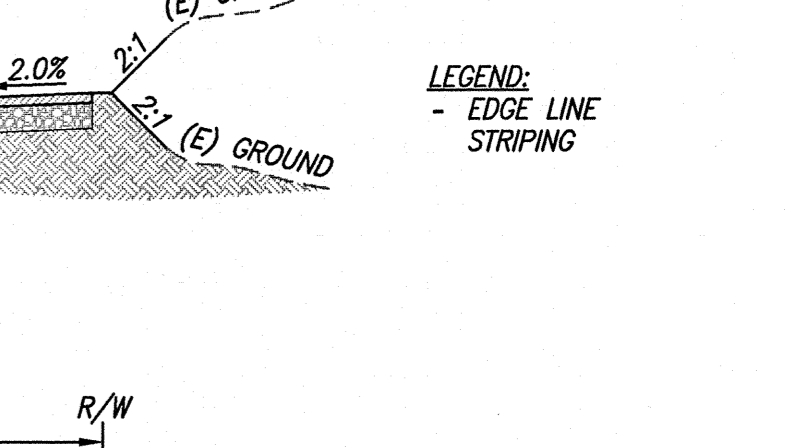 (E)
2:1
2.0%
2:1
(E) GROUND
LEGEND:
- EDGE LINE
STRIPING
R/W